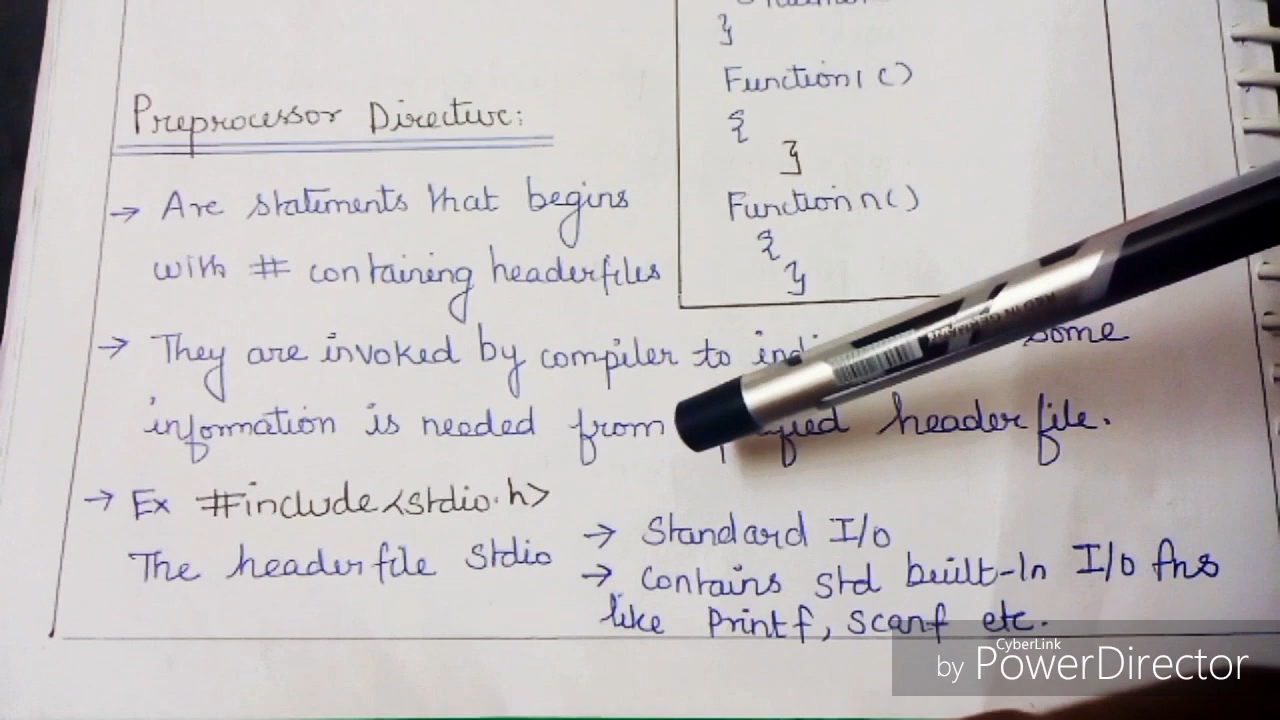 }
Function1()
{
}
Function n()
{
}
Preprocessor Directive:
→ Are statements that begins
with # containing headerfiles
→ They are invoked by compiler to some
information is needed from headerfile.
→ Ex #include<stdio.h>
The headerfile stdio → Standard I/O
→ contains std built-In I/O fns
like Printf, scanf etc.
CyberLink
by PowerDirector